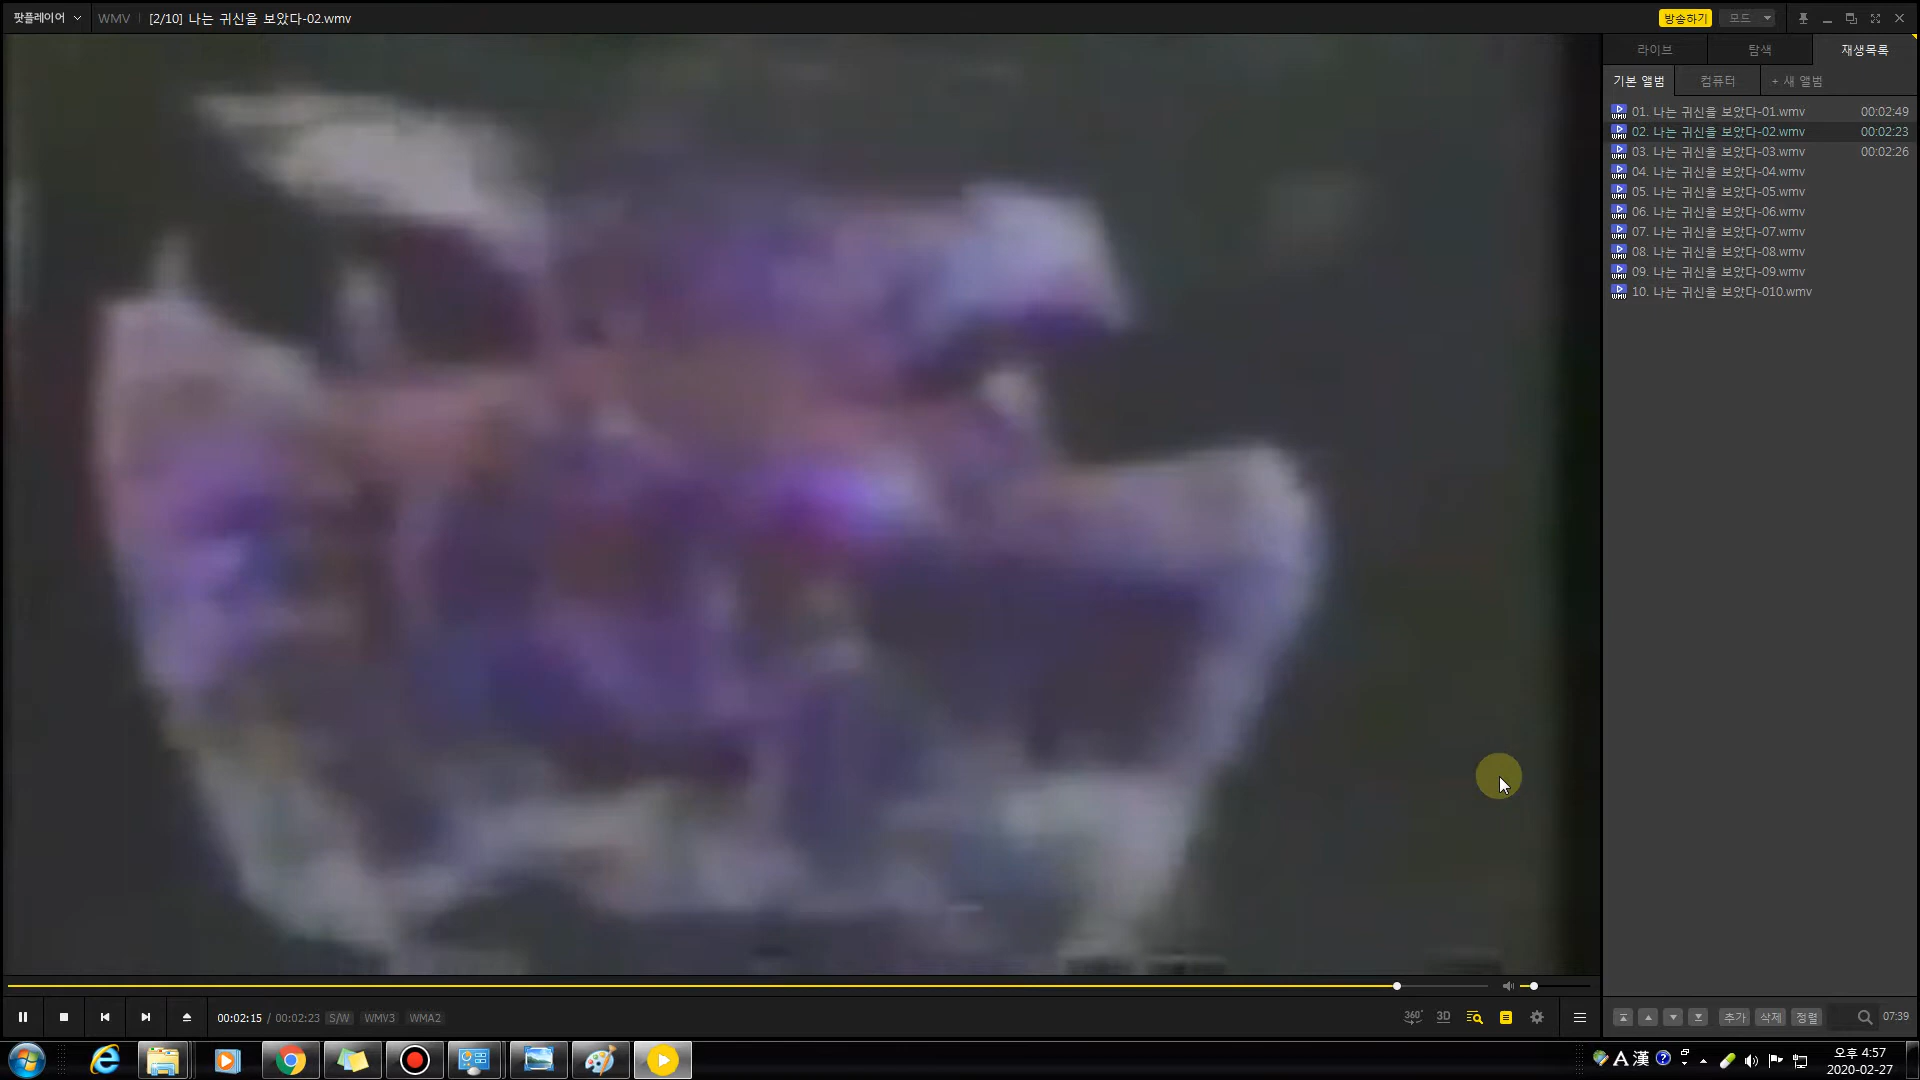 팟플레이어 WMV [2/10] 나는 귀신을 보았다-02.wmv 방송하기 모드
라이브 탐색 재생목록
기본 앨범 컴퓨터 + 새 앨범
01. 나는 귀신을 보았다-01.wmv 00:02:49
02. 나는 귀신을 보았다-02.wmv 00:02:23
03. 나는 귀신을 보았다-03.wmv 00:02:26
04. 나는 귀신을 보았다-04.wmv
05. 나는 귀신을 보았다-05.wmv
06. 나는 귀신을 보았다-06.wmv
07. 나는 귀신을 보았다-07.wmv
08. 나는 귀신을 보았다-08.wmv
09. 나는 귀신을 보았다-09.wmv
10. 나는 귀신을 보았다-010.wmv
00:02:15 / 00:02:23 S/W WMV3 WMA2 360° 3D 추가 삭제 정렬 07:39
A 漢 오후 4:57
2020-02-27